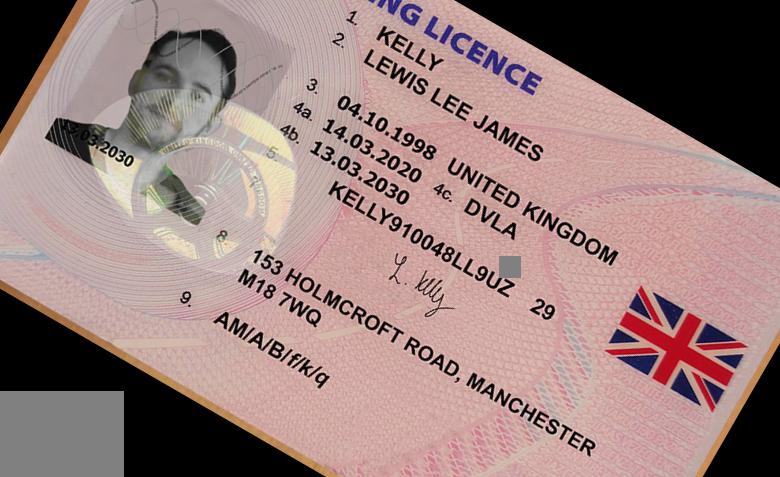 NG LICENCE
1. KELLY
2. LEWIS LEE JAMES
3. 04.10.1998 UNITED KINGDOM
4a. 14.03.2020 4c. DVLA
4b. 13.03.2030
5. KELLY910048LL9UZ 29
L. Kelly
8. 153 HOLMCROFT ROAD, MANCHESTER
M18 7WQ
9. AM/A/B/f/k/q
13.03.2030